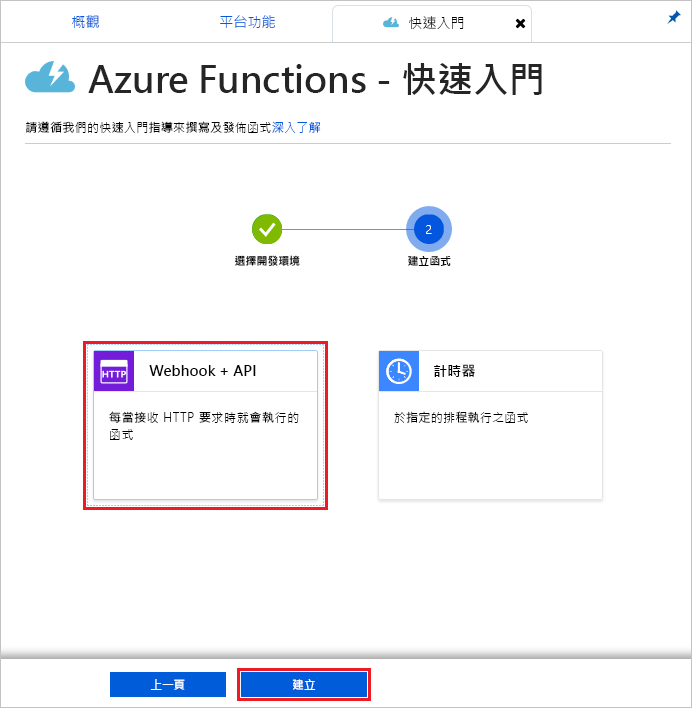 概觀 平台功能 快速入門
Azure Functions - 快速入門
請遵循我們的快速入門指導來撰寫及發佈函式深入了解
2
選擇開發環境 建立函式
HTTP Webhook + API
每當接收 HTTP 要求時就會執行的
函式
計時器
於指定的排程執行之函式
上一頁 建立